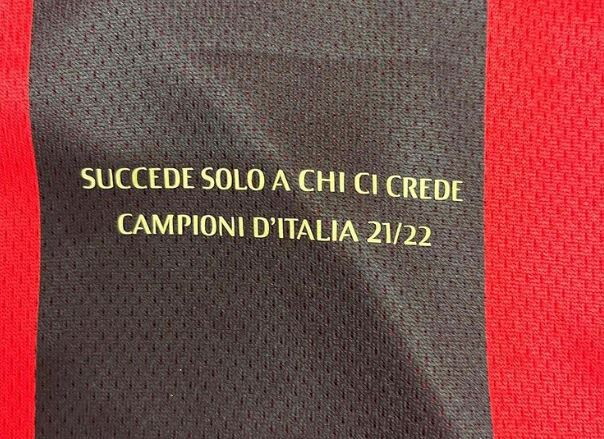 SUCCEDE SOLO A CHI CI CREDE
CAMPIONI D'ITALIA 21/22